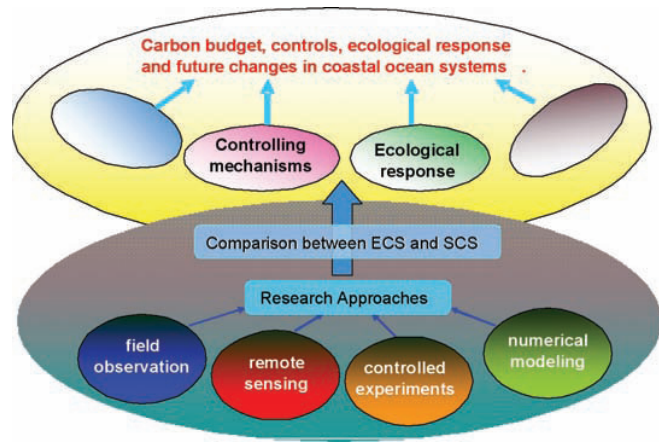 Carbon budget, controls, ecological response
and future changes in coastal ocean systems .
Controlling
mechanisms
Ecological
response
Comparison between ECS and SCS
Research Approaches
field
observation
remote
sensing
controlled
experiments
numerical
modeling